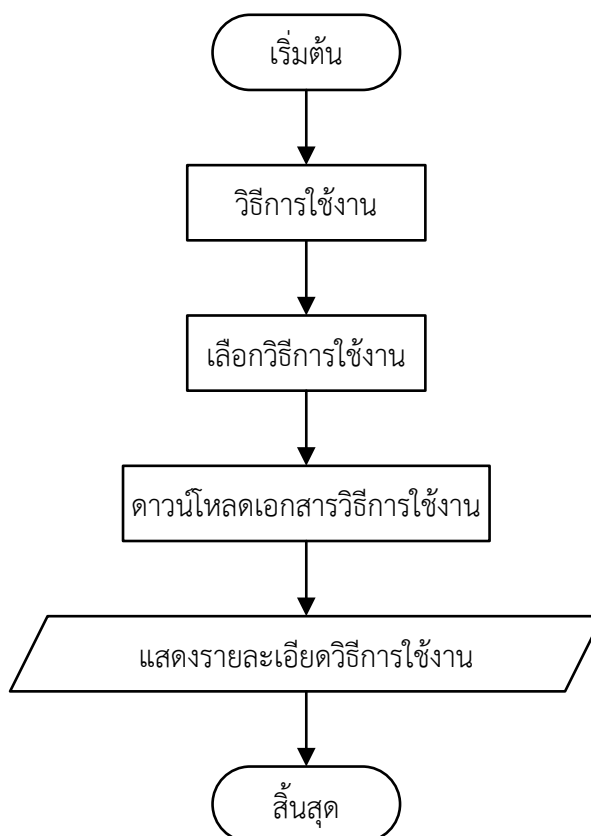 เริ่มต้น
วิธีการใช้งาน
เลือกวิธีการใช้งาน
ดาวน์โหลดเอกสารวิธีการใช้งาน
แสดงรายละเอียดวิธีการใช้งาน
สิ้นสุด